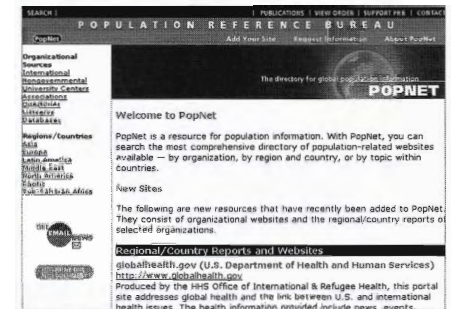 SEARCH | PUBLICATIONS | VIEW ORDER | SUPPORT PRB | CONTACT
POPULATION REFERENCE BUREAU
PopNet Add Your Site Request Information About PopNet
The directory for global population information
POPNET
Organizational
Sources
International
Nongovernmental
University Centers
Associations
Directories
Listservs
Databases
Regions/Countries
Asia
Europe
Latin America
Middle East
North America
Pacific
Sub-Saharan Africa
GET
EMAIL
NEWS
Welcome to PopNet
PopNet is a resource for population information. With PopNet, you can
search the most comprehensive directory of population-related websites
available — by organization, by region and country, or by topic within
countries.
New Sites
The following are new resources that have recently been added to PopNet.
They consist of organizational websites and the regional/country reports of
selected organizations.
Regional/Country Reports and Websites
globalhealth.gov (U.S. Department of Health and Human Services)
http://www.globalhealth.gov
Produced by the HHS Office of International & Refugee Health, this portal
site addresses global health and the link between U.S. and international
health issues. The health information provided include news, events,